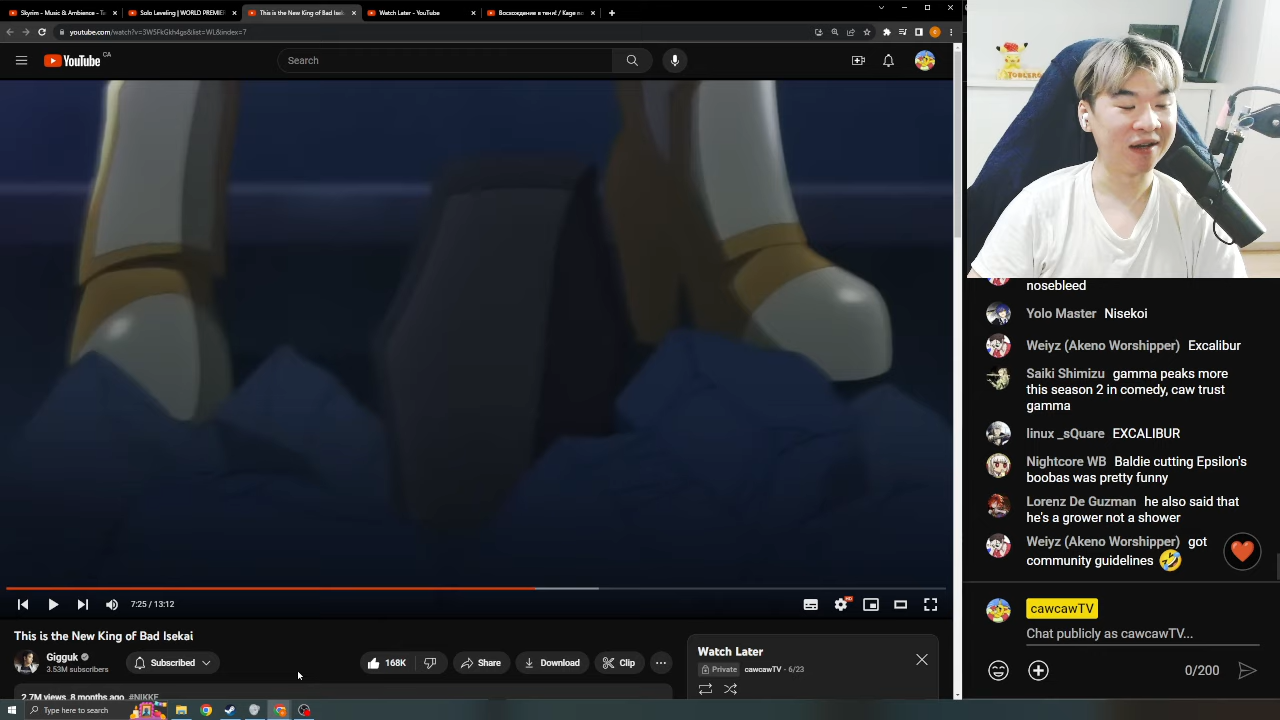 Skyrim - Music & Ambience -
Solo Leveling | WORLD PREMIE
This is the New King of Bad Isek
Watch Later - YouTube
Восхождение в тени! / Kage
youtube.com/watch?v=3W5FkGkh4gs&list=WL&index=7
YouTube CA
Search
TOBLERO
nosebleed
Yolo Master Nisekoi
Weiyz (Akeno Worshipper) Excalibur
Saiki Shimizu gamma peaks more
this season 2 in comedy, caw trust
gamma
linux _sQuare EXCALIBUR
Nightcore WB Baldie cutting Epsilon's
boobas was pretty funny
Lorenz De Guzman he also said that
he's a grower not a shower
Weiyz (Akeno Worshipper) got
community guidelines
7:25 / 13:12
HD
This is the New King of Bad Isekai
Gigguk
3.53M subscribers
Subscribed
168K
Share
Download
Clip
2.7M views 8 months ago #NIKKE
Watch Later
Private cawcawTV - 6/23
cawcawTV
Chat publicly as cawcawTV...
0/200
Type here to search